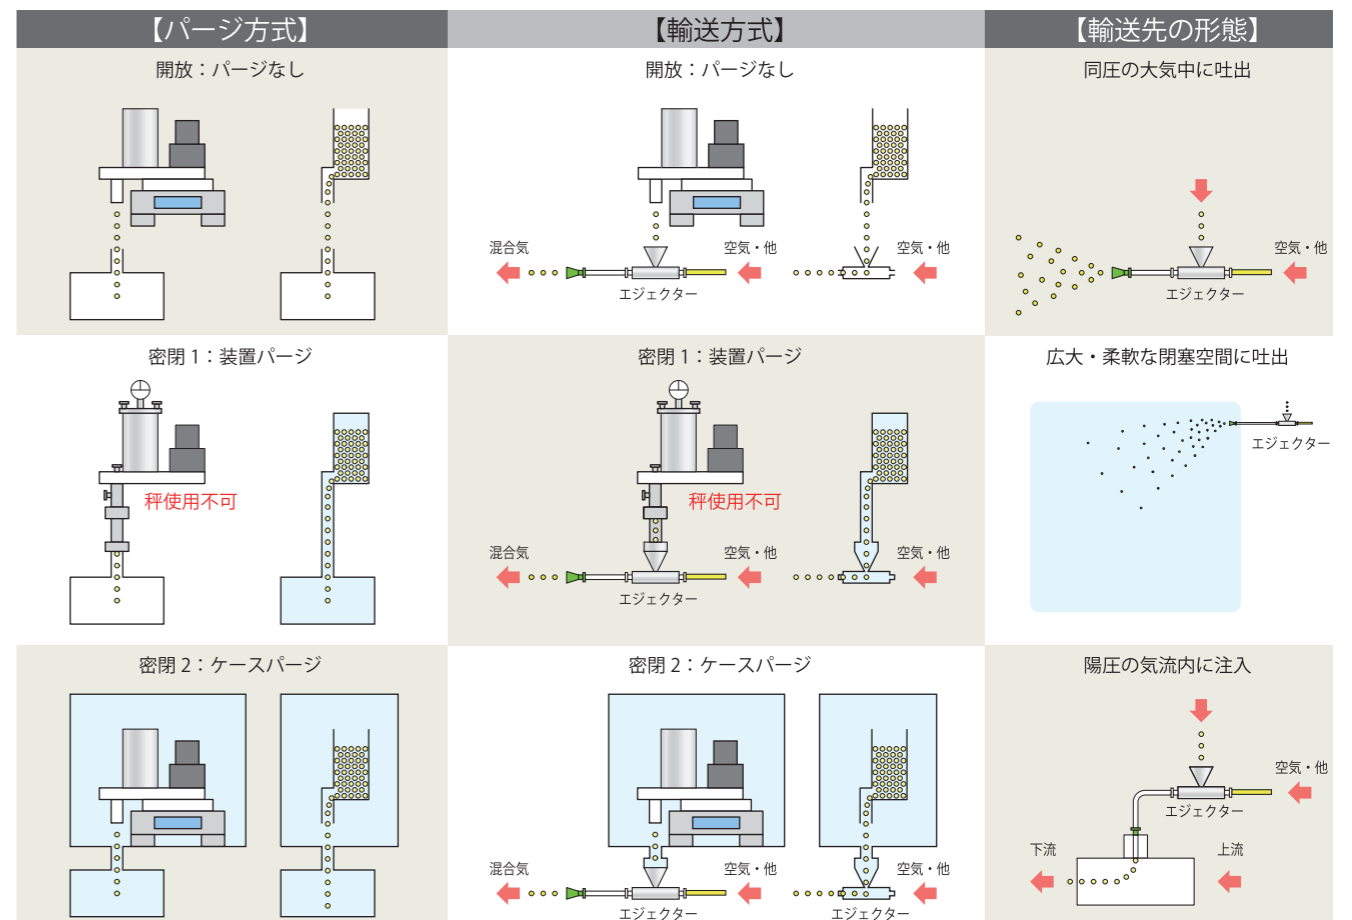 【パージ方式】
【輸送方式】
【輸送先の形態】
開放：パージなし
開放：パージなし
混合気
空気・他
エジェクター
空気・他
同圧の大気中に吐出
空気・他
エジェクター
密閉 1：装置パージ
秤使用不可
密閉 1：装置パージ
秤使用不可
混合気
空気・他
エジェクター
空気・他
広大・柔軟な閉塞空間に吐出
エジェクター
密閉 2：ケースパージ
密閉 2：ケースパージ
混合気
空気・他
エジェクター
空気・他
エジェクター
陽圧の気流内に注入
空気・他
エジェクター
下流
上流